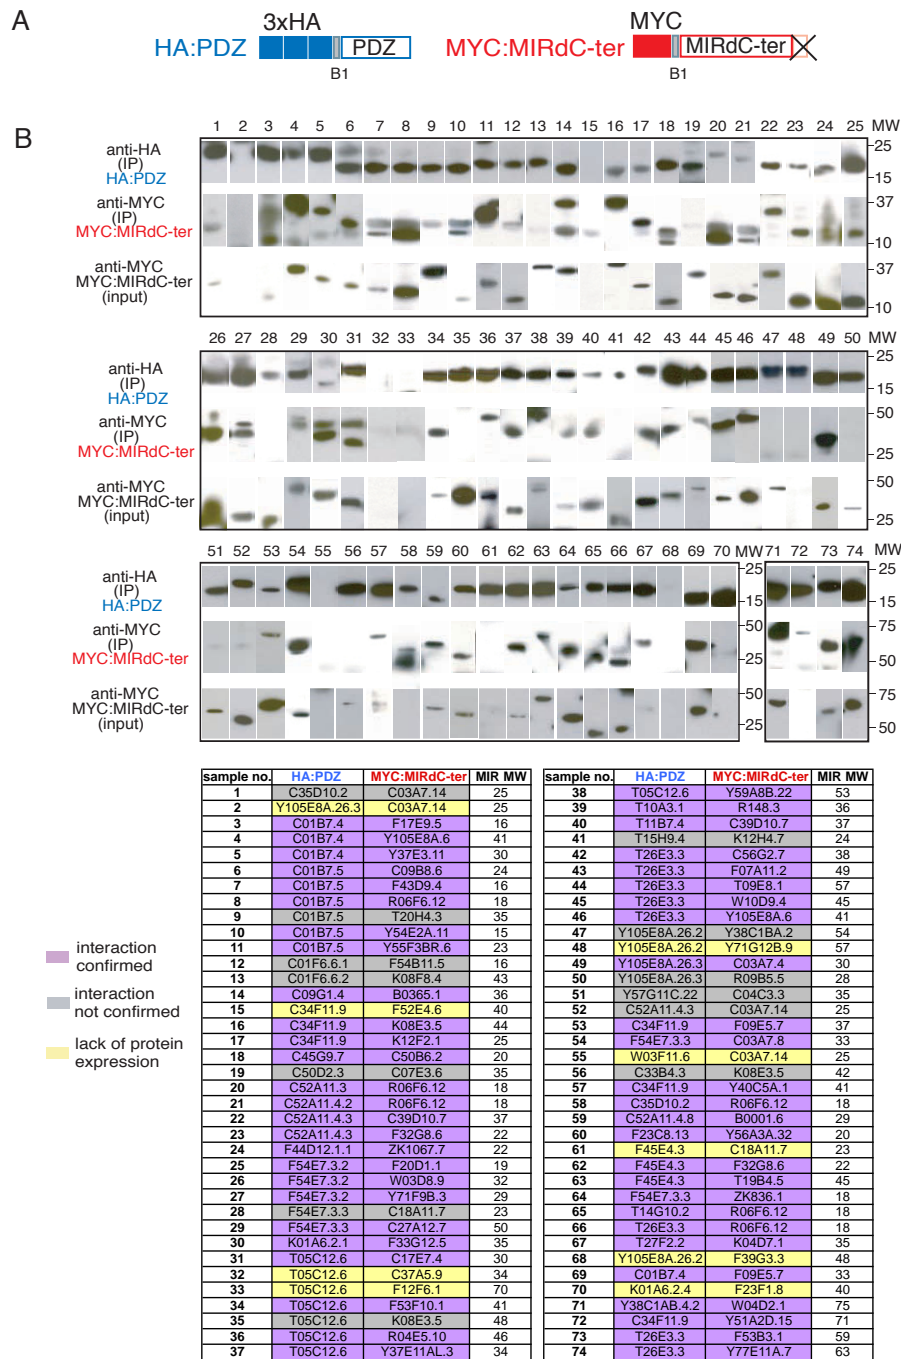 A
3xHA
HA:PDZ
PDZ
B1
MYC
MYC:MIRdC-ter
MIRdC-ter
B1
B
1 2 3 4 5 6 7 8 9 10 11 12 13 14 15 16 17 18 19 20 21 22 23 24 25 MW
anti-HA
(IP)
HA:PDZ
25
15
anti-MYC
(IP)
MYC:MIRdC-ter
37
10
anti-MYC
MYC:MIRdC-ter
(input)
37
10
26 27 28 29 30 31 32 33 34 35 36 37 38 39 40 41 42 43 44 45 46 47 48 49 50 MW
anti-HA
(IP)
HA:PDZ
25
15
anti-MYC
(IP)
MYC:MIRdC-ter
50
25
anti-MYC
MYC:MIRdC-ter
(input)
50
25
51 52 53 54 55 56 57 58 59 60 61 62 63 64 65 66 67 68 69 70 MW 71 72 73 74 MW
anti-HA
(IP)
HA:PDZ
25
15
25
15
anti-MYC
(IP)
MYC:MIRdC-ter
50
25
75
50
anti-MYC
MYC:MIRdC-ter
(input)
50
25
75
50
interaction
confirmed
interaction
not confirmed
lack of protein
expression
sample no. HA:PDZ MYC:MIRdC-ter MIR MW
1 C35D10.2 C03A7.14 25
2 Y105E8A.26.3 C03A7.14 25
3 C01B7.4 F17E9.5 16
4 C01B7.4 Y105E8A.6 41
5 C01B7.4 Y37E3.11 30
6 C01B7.5 C09B8.6 24
7 C01B7.5 F43D9.4 16
8 C01B7.5 R06F6.12 18
9 C01B7.5 T20H4.3 35
10 C01B7.5 Y54E2A.11 15
11 C01B7.5 Y55F3BR.6 23
12 C01F6.6.1 F54B11.5 16
13 C01F6.6.2 K08F8.4 43
14 C09G1.4 B0365.1 36
15 C34F11.9 F52E4.6 40
16 C34F11.9 K08E3.5 44
17 C34F11.9 K12F2.1 25
18 C45G9.7 C50B6.2 20
19 C50D2.3 C07E3.6 35
20 C52A11.3 R06F6.12 18
21 C52A11.4.2 R06F6.12 18
22 C52A11.4.3 C39D10.7 37
23 C52A11.4.3 F32G8.6 22
24 F44D12.1.1 ZK1067.7 22
25 F54E7.3.2 F20D1.1 19
26 F54E7.3.2 W03D8.9 32
27 F54E7.3.2 Y71F9B.3 29
28 F54E7.3.3 C18A11.7 23
29 F54E7.3.3 C27A12.7 50
30 K01A6.2.1 F33G12.5 35
31 T05C12.6 C17E7.4 30
32 T05C12.6 C37A5.9 34
33 T05C12.6 F12F6.1 70
34 T05C12.6 F53F10.1 41
35 T05C12.6 K08E3.5 48
36 T05C12.6 R04E5.10 46
37 T05C12.6 Y37E11AL.3 34
sample no. HA:PDZ MYC:MIRdC-ter MIR MW
38 T05C12.6 Y59A8B.22 53
39 T10A3.1 R148.3 36
40 T11B7.4 C39D10.7 37
41 T15H9.4 K12H4.7 24
42 T26E3.3 C56G2.7 38
43 T26E3.3 F07A11.2 49
44 T26E3.3 T09E8.1 57
45 T26E3.3 W10D9.4 45
46 T26E3.3 Y105E8A.6 41
47 Y105E8A.26.2 Y38C1BA.2 54
48 Y105E8A.26.2 Y71G12B.9 57
49 Y105E8A.26.3 C03A7.4 30
50 Y105E8A.26.3 R09B5.5 28
51 Y57G11C.22 C04C3.3 35
52 C52A11.4.3 C03A7.14 25
53 C34F11.9 F09E5.7 37
54 F54E7.3.3 C03A7.8 33
55 W03F11.6 C03A7.14 25
56 C33B4.3 K08E3.5 42
57 C34F11.9 Y40C5A.1 41
58 C35D10.2 R06F6.12 18
59 C52A11.4.8 B0001.6 29
60 F23C8.13 Y56A3A.32 20
61 F45E4.3 C18A11.7 23
62 F45E4.3 F32G8.6 22
63 F45E4.3 T19B4.5 45
64 F54E7.3.3 ZK836.1 18
65 T14G10.2 R06F6.12 18
66 T26E3.3 R06F6.12 18
67 T27F2.2 K04D7.1 35
68 Y105E8A.26.2 F39G3.3 48
69 C01B7.4 F09E5.7 33
70 K01A6.2.4 F23F1.8 40
71 Y38C1AB.4.2 W04D2.1 75
72 C34F11.9 Y51A2D.15 71
73 T26E3.3 F53B3.1 59
74 T26E3.3 Y77E11A.7 63